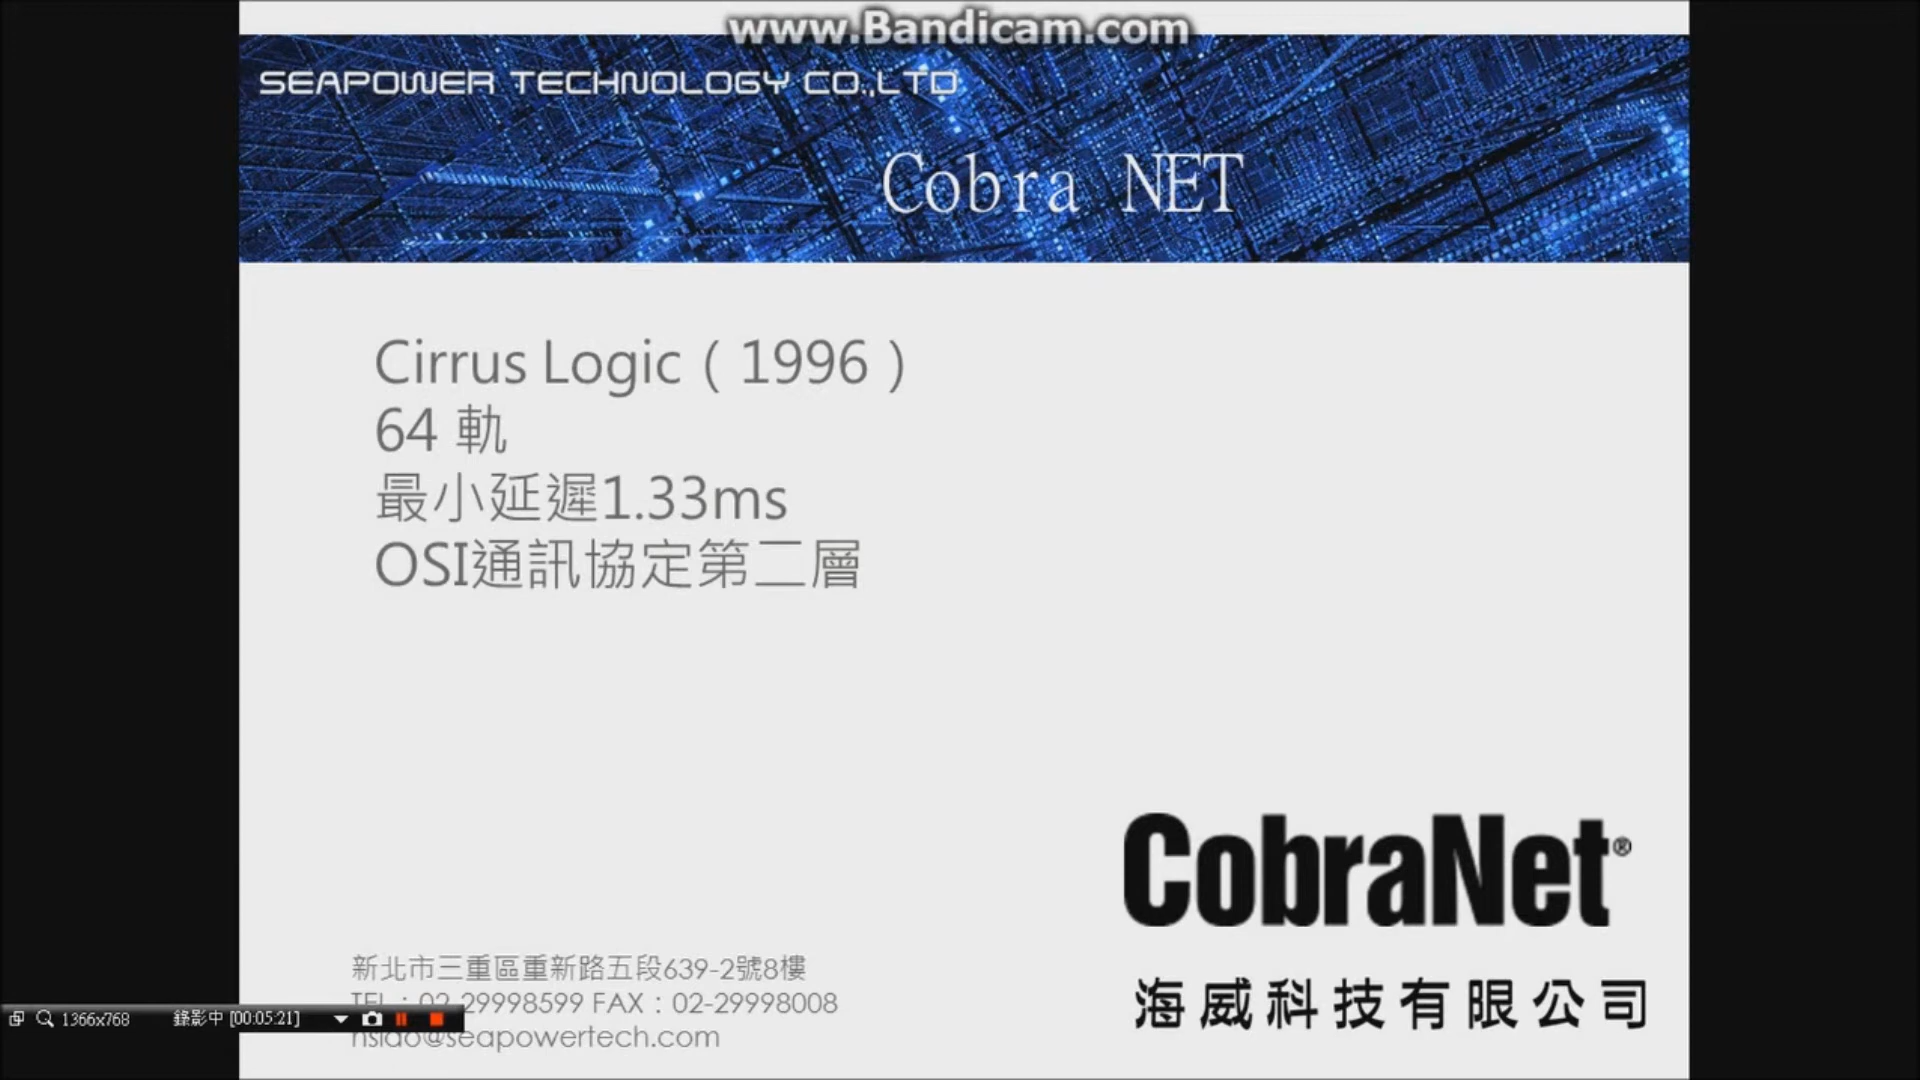 www.Bandicam.com
SEAPOWER TECHNOLOGY CO.,LTD
Cobra NET
Cirrus Logic（1996）
64 軌
最小延遲1.33ms
OSI通訊協定第二層
CobraNet®
新北市三重區重新路五段639-2號8樓
TEL：02-29998599 FAX：02-29998008
hsiao@seapowertech.com
海威科技有限公司
1366x768 錄影中 [00:05:21]